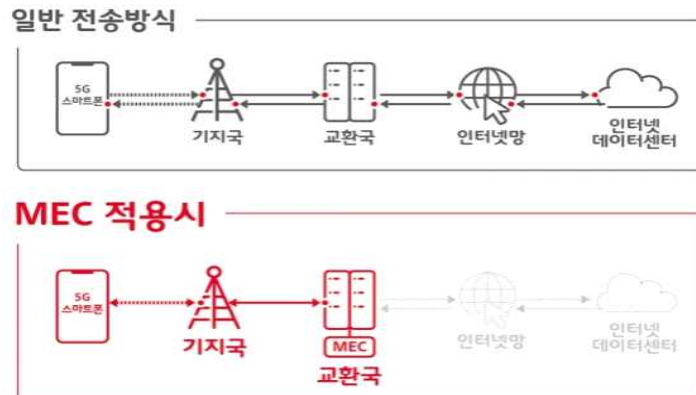 일반 전송방식
5G
스마트폰
기지국
교환국
인터넷망
인터넷
데이터센터
MEC 적용시
5G
스마트폰
기지국
MEC
교환국
인터넷망
인터넷
데이터센터